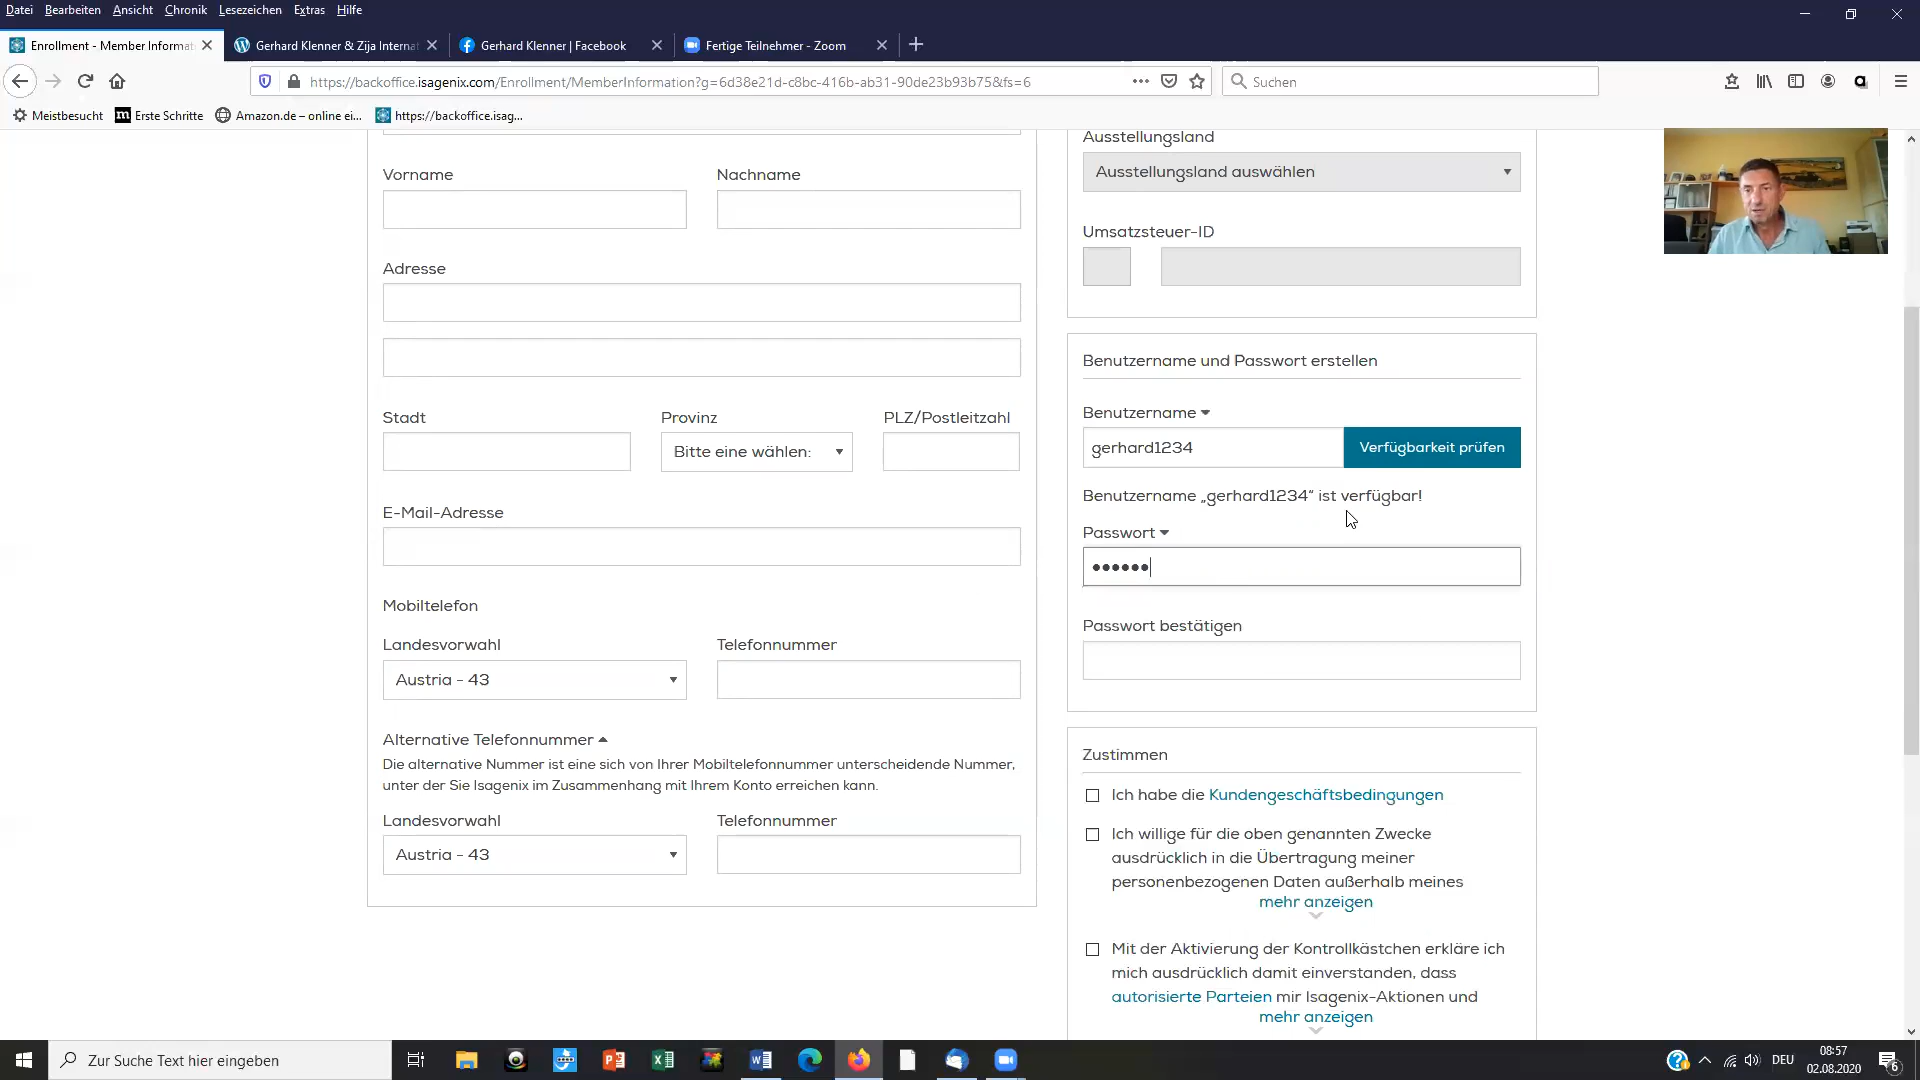 Datei Bearbeiten Ansicht Chronik Lesezeichen Extras Hilfe
Enrollment - Member Informat
Gerhard Klenner & Zija Interna
Gerhard Klenner | Facebook
Fertige Teilnehmer - Zoom
https://backoffice.isagenix.com/Enrollment/MemberInformation?g=6d38e21d-c8bc-416b-ab31-90de23b93b75&fs=6
Suchen
Meistbesucht
Erste Schritte
Amazon.de – online ei...
https://backoffice.isag...
Vorname
Nachname
Adresse
Stadt
Provinz
PLZ/Postleitzahl
Bitte eine wählen:
E-Mail-Adresse
Mobiltelefon
Landesvorwahl
Telefonnummer
Austria - 43
Alternative Telefonnummer
Die alternative Nummer ist eine sich von Ihrer Mobiltelefonnummer unterscheidende Nummer,
unter der Sie Isagenix im Zusammenhang mit Ihrem Konto erreichen kann.
Landesvorwahl
Telefonnummer
Austria - 43
Ausstellungsland
Ausstellungsland auswählen
Umsatzsteuer-ID
Benutzername und Passwort erstellen
Benutzername
gerhard1234
Verfügbarkeit prüfen
Benutzername „gerhard1234“ ist verfügbar!
Passwort
••••••
Passwort bestätigen
Zustimmen
Ich habe die Kundengeschäftsbedingungen
Ich willige für die oben genannten Zwecke
ausdrücklich in die Übertragung meiner
personenbezogenen Daten außerhalb meines
mehr anzeigen
Mit der Aktivierung der Kontrollkästchen erkläre ich
mich ausdrücklich damit einverstanden, dass
autorisierte Parteien mir Isagenix-Aktionen und
mehr anzeigen
Zur Suche Text hier eingeben
DEU
08:57
02.08.2020
6